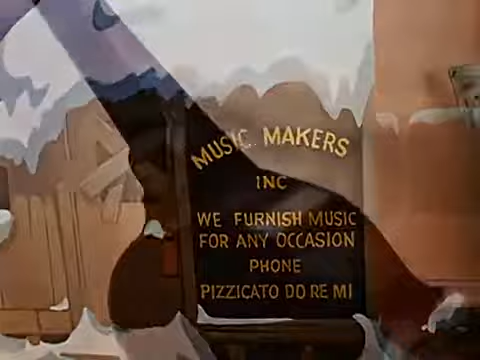 MUSIC MAKERS
INC
WE FURNISH MUSIC
FOR ANY OCCASION
PHONE
PIZZICATO DO RE MI